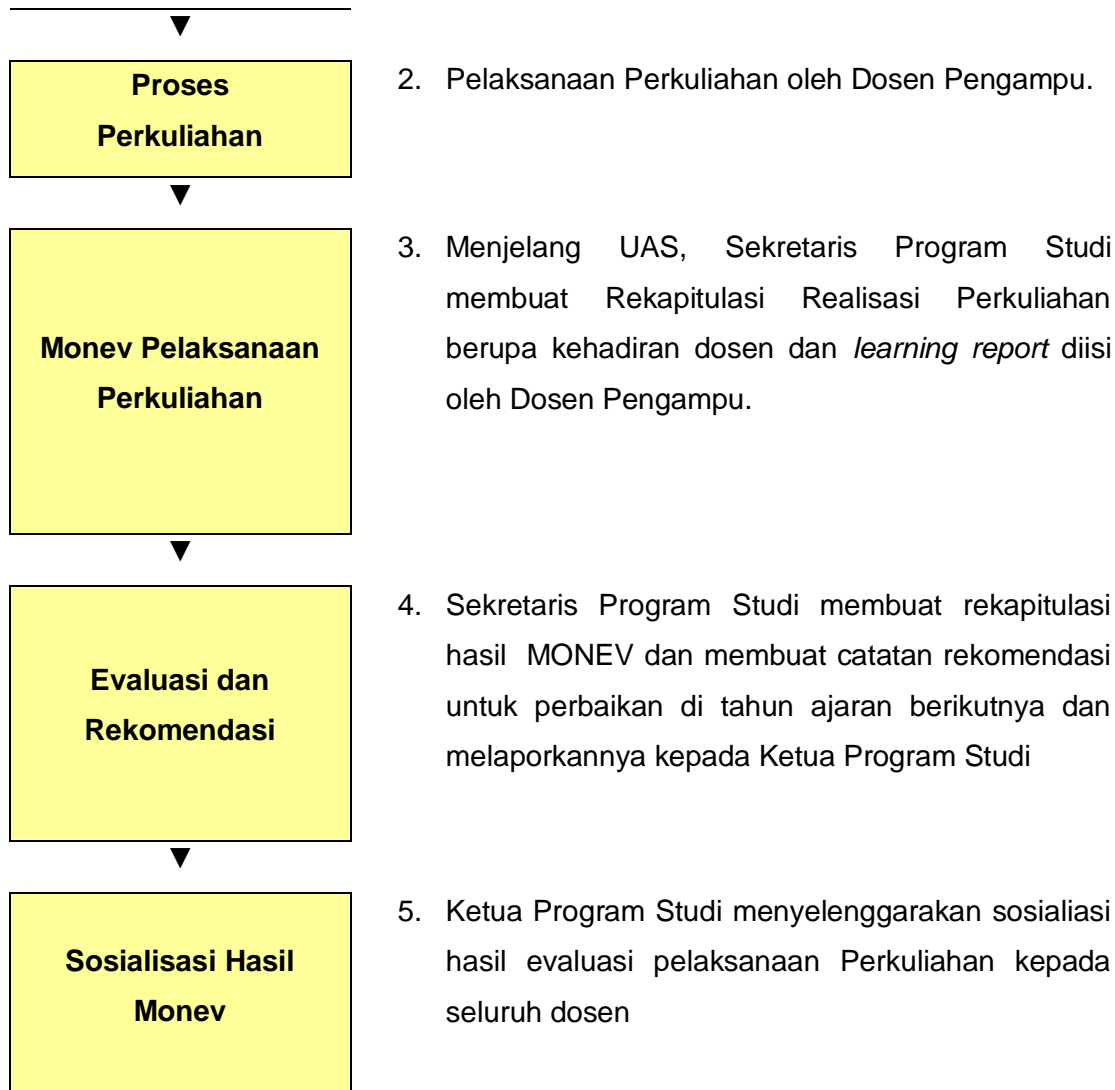 ▼
Proses
Perkuliahan
2. Pelaksanaan Perkuliahan oleh Dosen Pengampu.
▼
Monev Pelaksanaan
Perkuliahan
3. Menjelang UAS, Sekretaris Program Studi
membuat Rekapitulasi Realisasi Perkuliahan
berupa kehadiran dosen dan learning report diisi
oleh Dosen Pengampu.
▼
Evaluasi dan
Rekomendasi
4. Sekretaris Program Studi membuat rekapitulasi
hasil MONEV dan membuat catatan rekomendasi
untuk perbaikan di tahun ajaran berikutnya dan
melaporkannya kepada Ketua Program Studi
▼
Sosialisasi Hasil
Monev
5. Ketua Program Studi menyelenggarakan sosialiasi
hasil evaluasi pelaksanaan Perkuliahan kepada
seluruh dosen